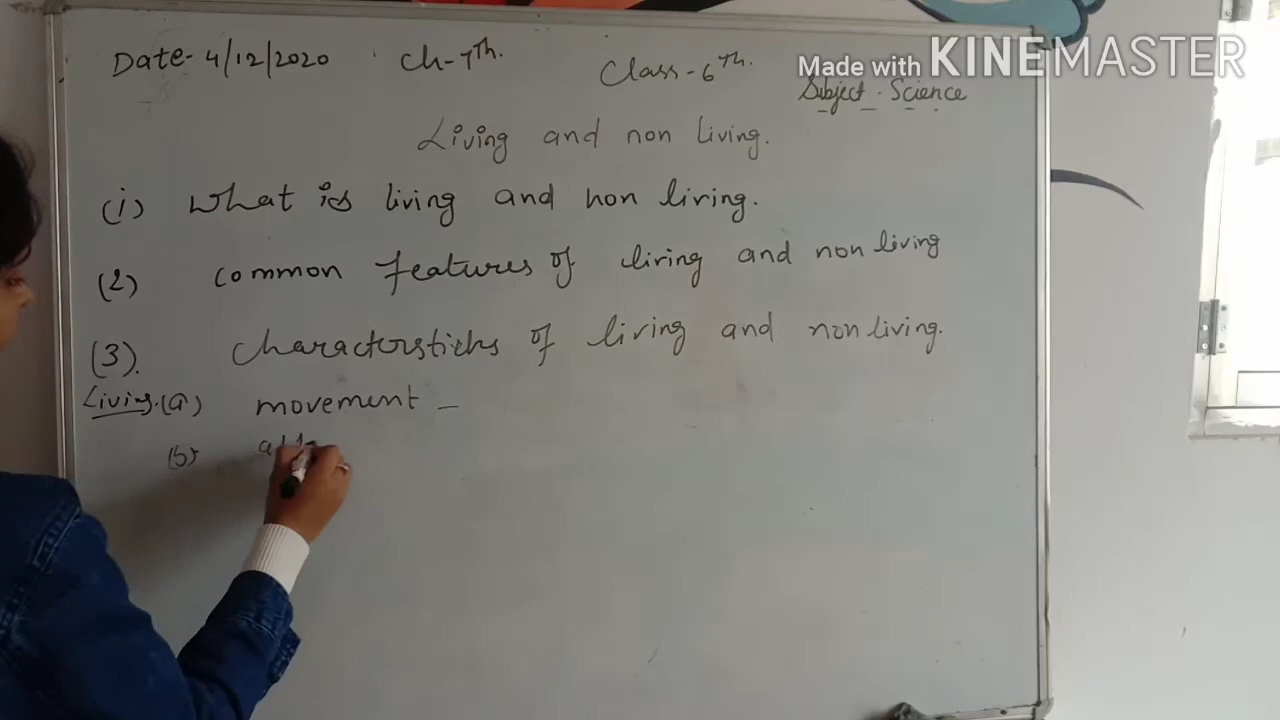 Date- 4/12/2020 Ch-7Th. Class-6Th.
Made with KINEMASTER
Subject. Science
Living and non Living.
(i) What is living and non living.
(2) Common features of living and non living
(3). Characterstichs of living and non living.
Living. (a) movement -
(b)